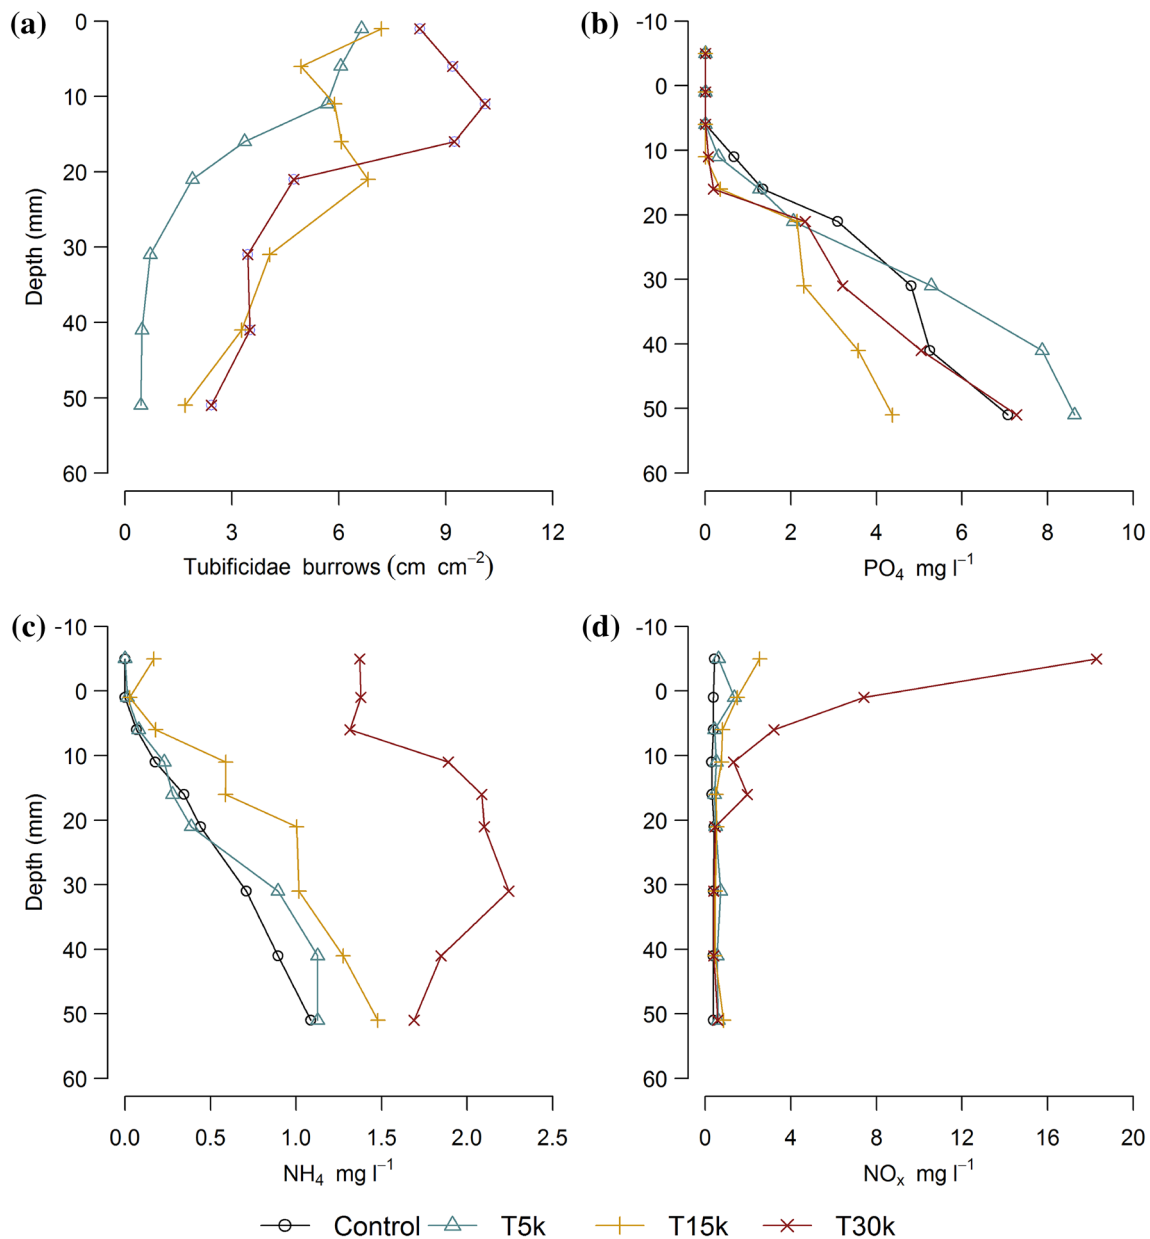 (a)
0
10
20
30
40
50
60
Depth (mm)
0 3 6 9 12
Tubificidae burrows (cm cm⁻²)
(b)
-10
0
10
20
30
40
50
60
0 2 4 6 8 10
PO₄ mg l⁻¹
(c)
-10
0
10
20
30
40
50
60
Depth (mm)
0.0 0.5 1.0 1.5 2.0 2.5
NH₄ mg l⁻¹
(d)
-10
0
10
20
30
40
50
60
0 4 8 12 16 20
NOₓ mg l⁻¹
Control T5k T15k T30k